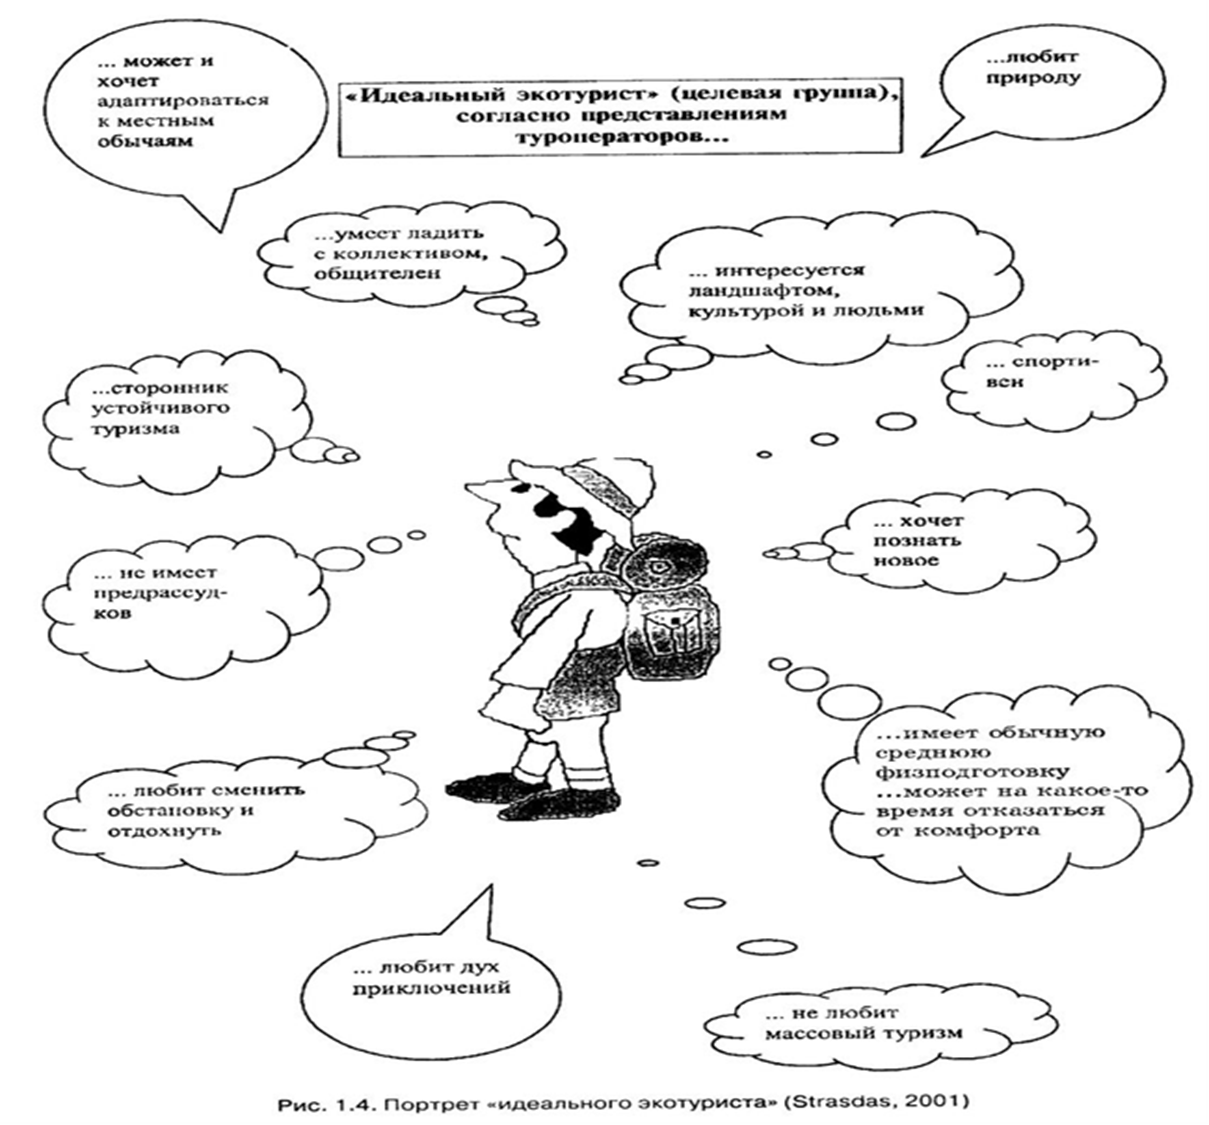 ... может и
хочет
адаптироваться
к местным
обычаям
«Идеальный экотурист» (целевая группа),
согласно представлениям
туроператоров...
...любит
природу
...умеет ладить
с коллективом,
общителен
... интересуется
ландшафтом,
культурой и людьми
...сторонник
устойчивого
туризма
... спорти-
вен
... хочет
познать
новое
... не имеет
предрассуд-
ков
...имеет обычную
среднюю
физподготовку
...может на какое-то
время отказаться
от комфорта
... любит сменить
обстановку и
отдохнуть
... любит дух
приключений
... не любит
массовый туризм
Рис. 1.4. Портрет «идеального экотуриста» (Strasdas, 2001)